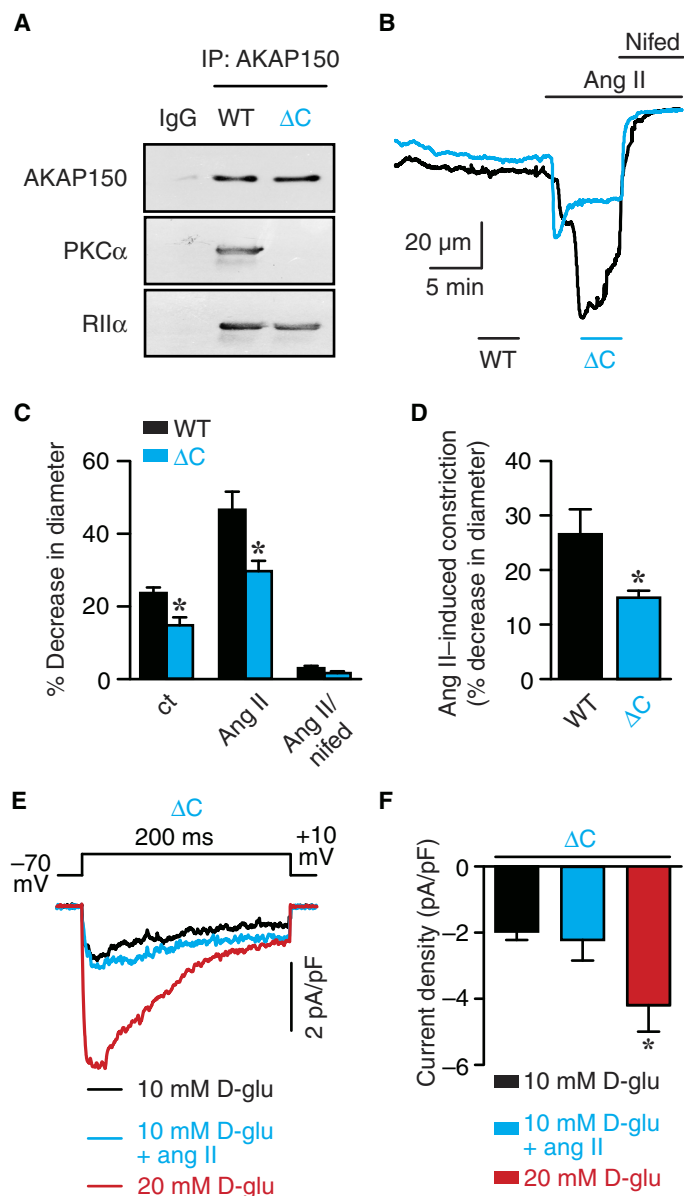 A
IP: AKAP150
IgG WT ΔC
AKAP150
PKCα
RIIα
B
Nifed
Ang II
20 µm
5 min
WT ΔC
C
WT
ΔC
% Decrease in diameter
60
40
20
0
ct
Ang II
Ang II/
nifed
*
*
D
Ang II–induced constriction
(% decrease in diameter)
40
30
20
10
0
WT
ΔC
*
E
ΔC
200 ms
–70
mV
+10
mV
2 pA/pF
10 mM D-glu
10 mM D-glu
+ ang II
20 mM D-glu
F
ΔC
Current density (pA/pF)
0
–2
–4
–6
*
10 mM D-glu
10 mM D-glu
+ ang II
20 mM D-glu